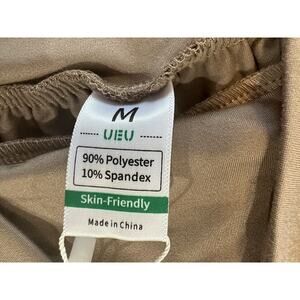 M
UEU
90% Polyester
10% Spandex
Skin-Friendly
Made in China